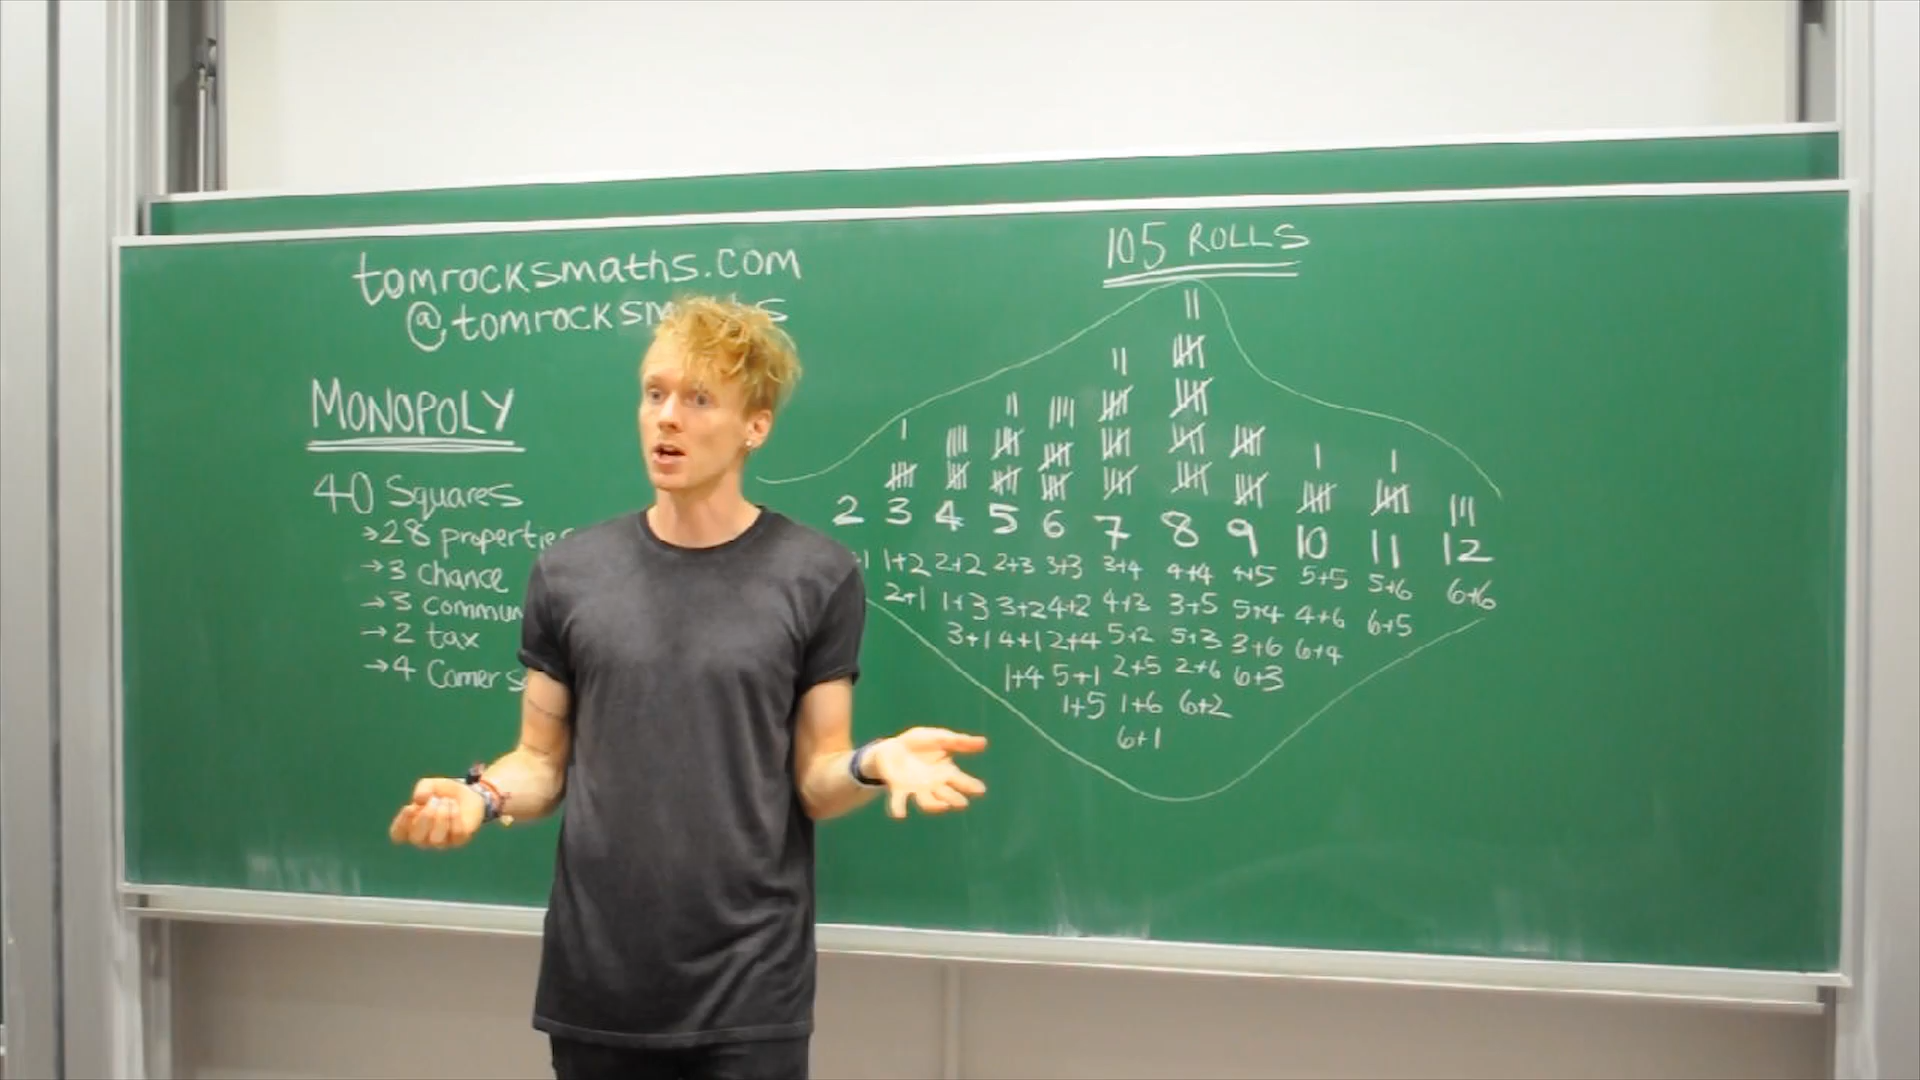 tomrocksmaths.com
@tomrocksm
MONOPOLY
40 Squares
→28 properties
→3 chance
→3 commun
→2 tax
→4 Corner s
105 ROLLS
2 3 4 5 6 7 8 9 10 11 12
+1 1+2 2+2 2+3 3+3 3+4 4+4 4+5 5+5 5+6 6+6
2+1 1+3 3+2 4+2 4+3 3+5 5+4 4+6 6+5
3+1 4+1 2+4 5+2 5+3 3+6 6+4
1+4 5+1 2+5 2+6 6+3
1+5 1+6 6+2
6+1